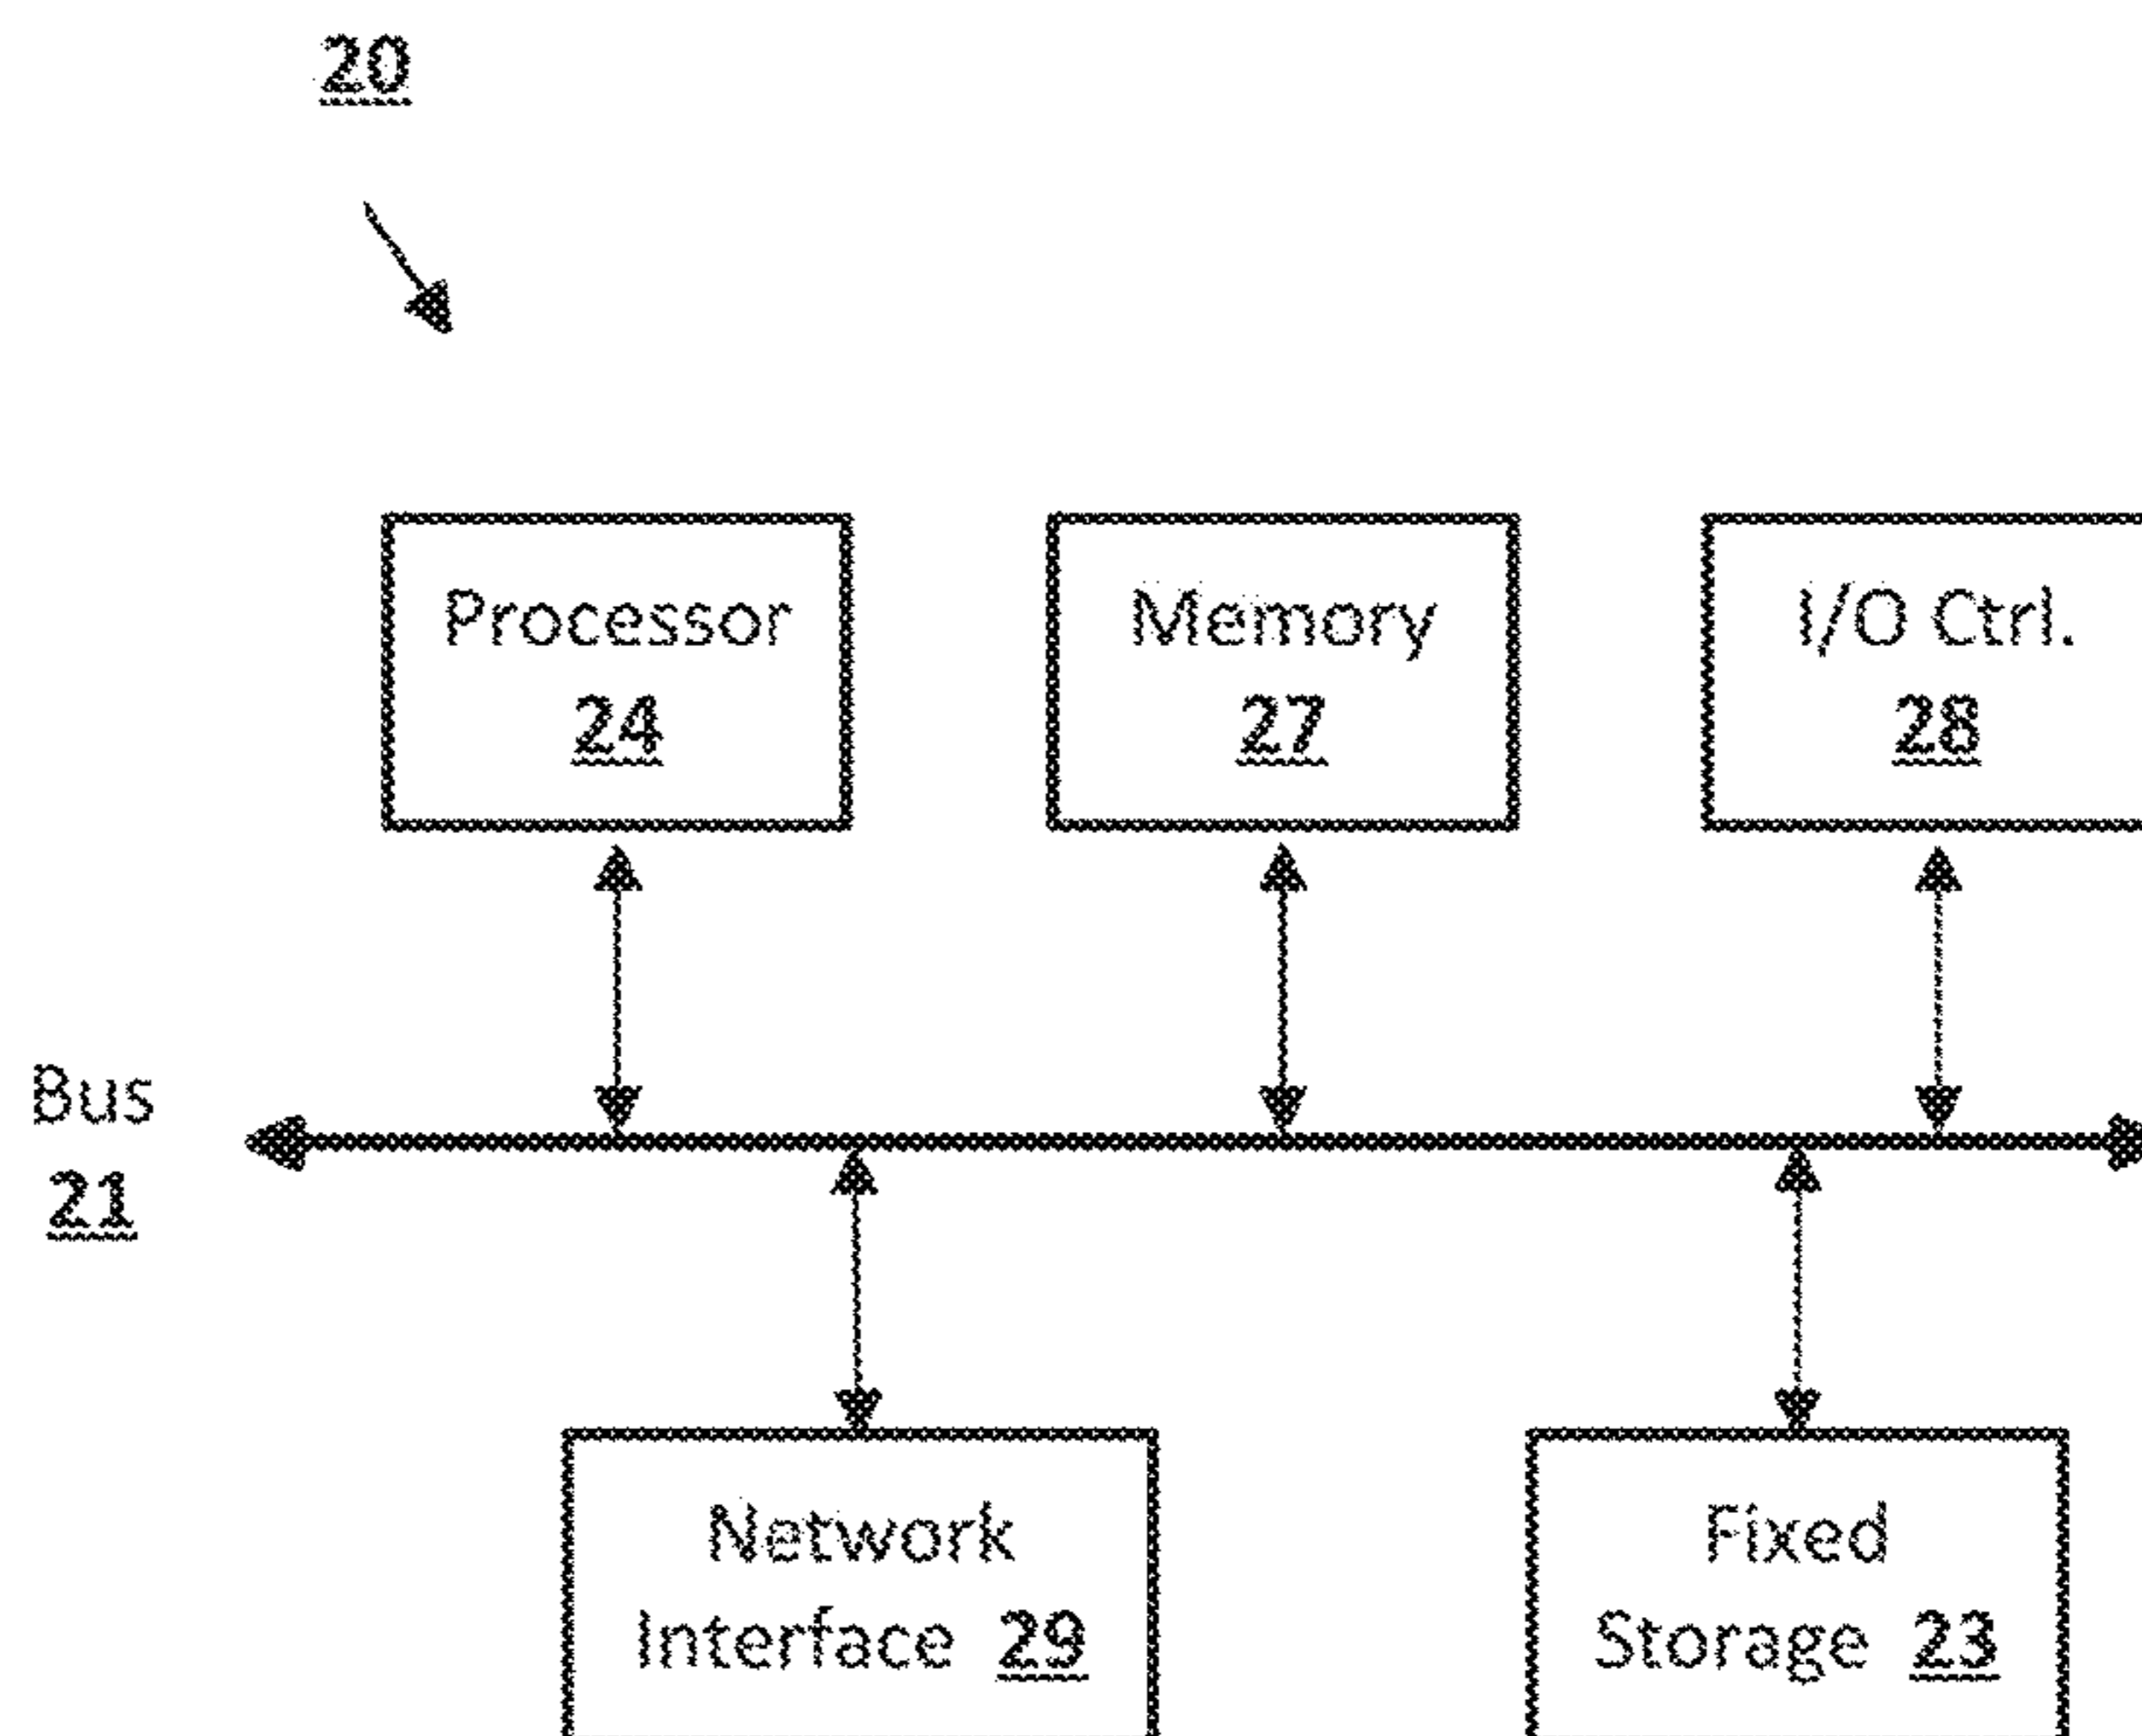 20
Processor
24
Memory
27
I/O Ctrl.
28
Bus
21
Network
Interface 29
Fixed
Storage 23